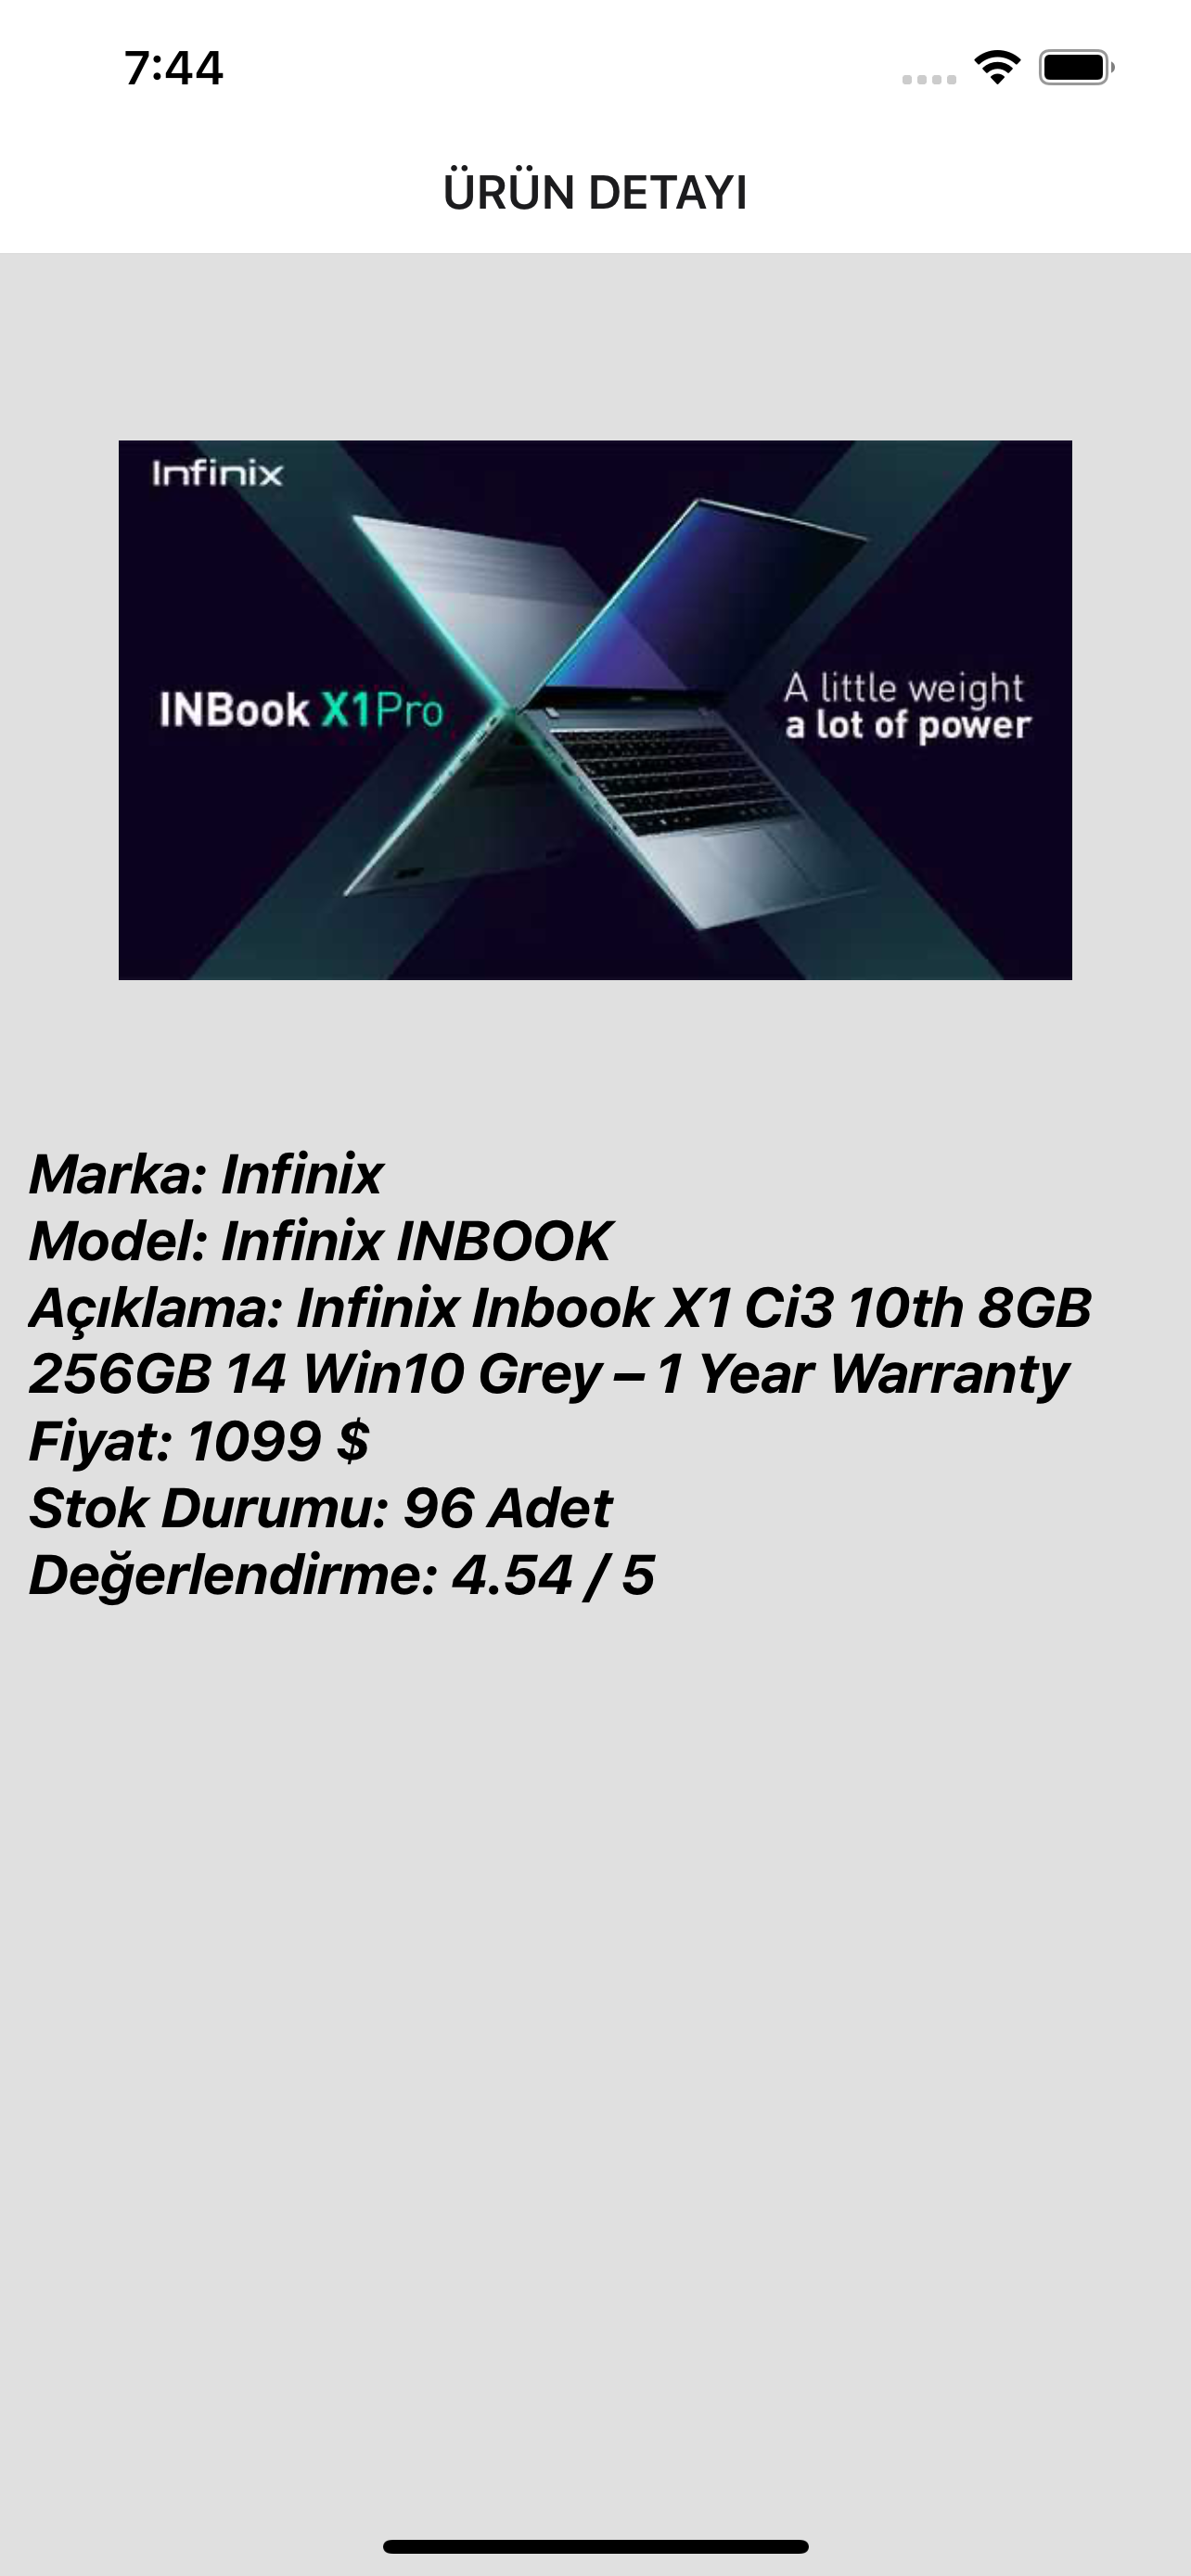 7:44
ÜRÜN DETAYI
Infinix
INBook X1Pro
A little weight
a lot of power
Marka: Infinix
Model: Infinix INBOOK
Açıklama: Infinix Inbook X1 Ci3 10th 8GB
256GB 14 Win10 Grey – 1 Year Warranty
Fiyat: 1099 $
Stok Durumu: 96 Adet
Değerlendirme: 4.54 / 5